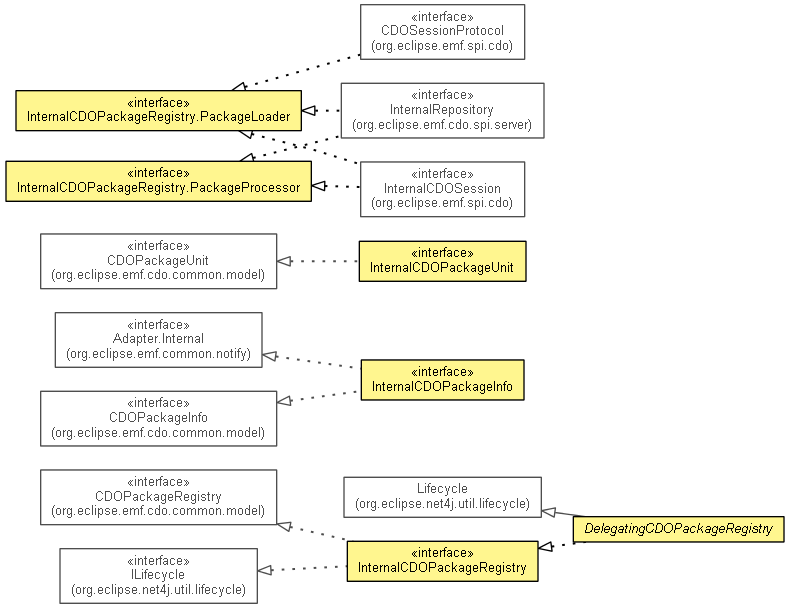 «interface»
CDOSessionProtocol
(org.eclipse.emf.spi.cdo)
«interface»
InternalCDOPackageRegistry.PackageLoader
«interface»
InternalRepository
(org.eclipse.emf.cdo.spi.server)
«interface»
InternalCDOPackageRegistry.PackageProcessor
«interface»
InternalCDOSession
(org.eclipse.emf.spi.cdo)
«interface»
CDOPackageUnit
(org.eclipse.emf.cdo.common.model)
«interface»
InternalCDOPackageUnit
«interface»
Adapter.Internal
(org.eclipse.emf.common.notify)
«interface»
InternalCDOPackageInfo
«interface»
CDOPackageInfo
(org.eclipse.emf.cdo.common.model)
«interface»
CDOPackageRegistry
(org.eclipse.emf.cdo.common.model)
Lifecycle
(org.eclipse.net4j.util.lifecycle)
DelegatingCDOPackageRegistry
«interface»
InternalCDOPackageRegistry
«interface»
ILifecycle
(org.eclipse.net4j.util.lifecycle)